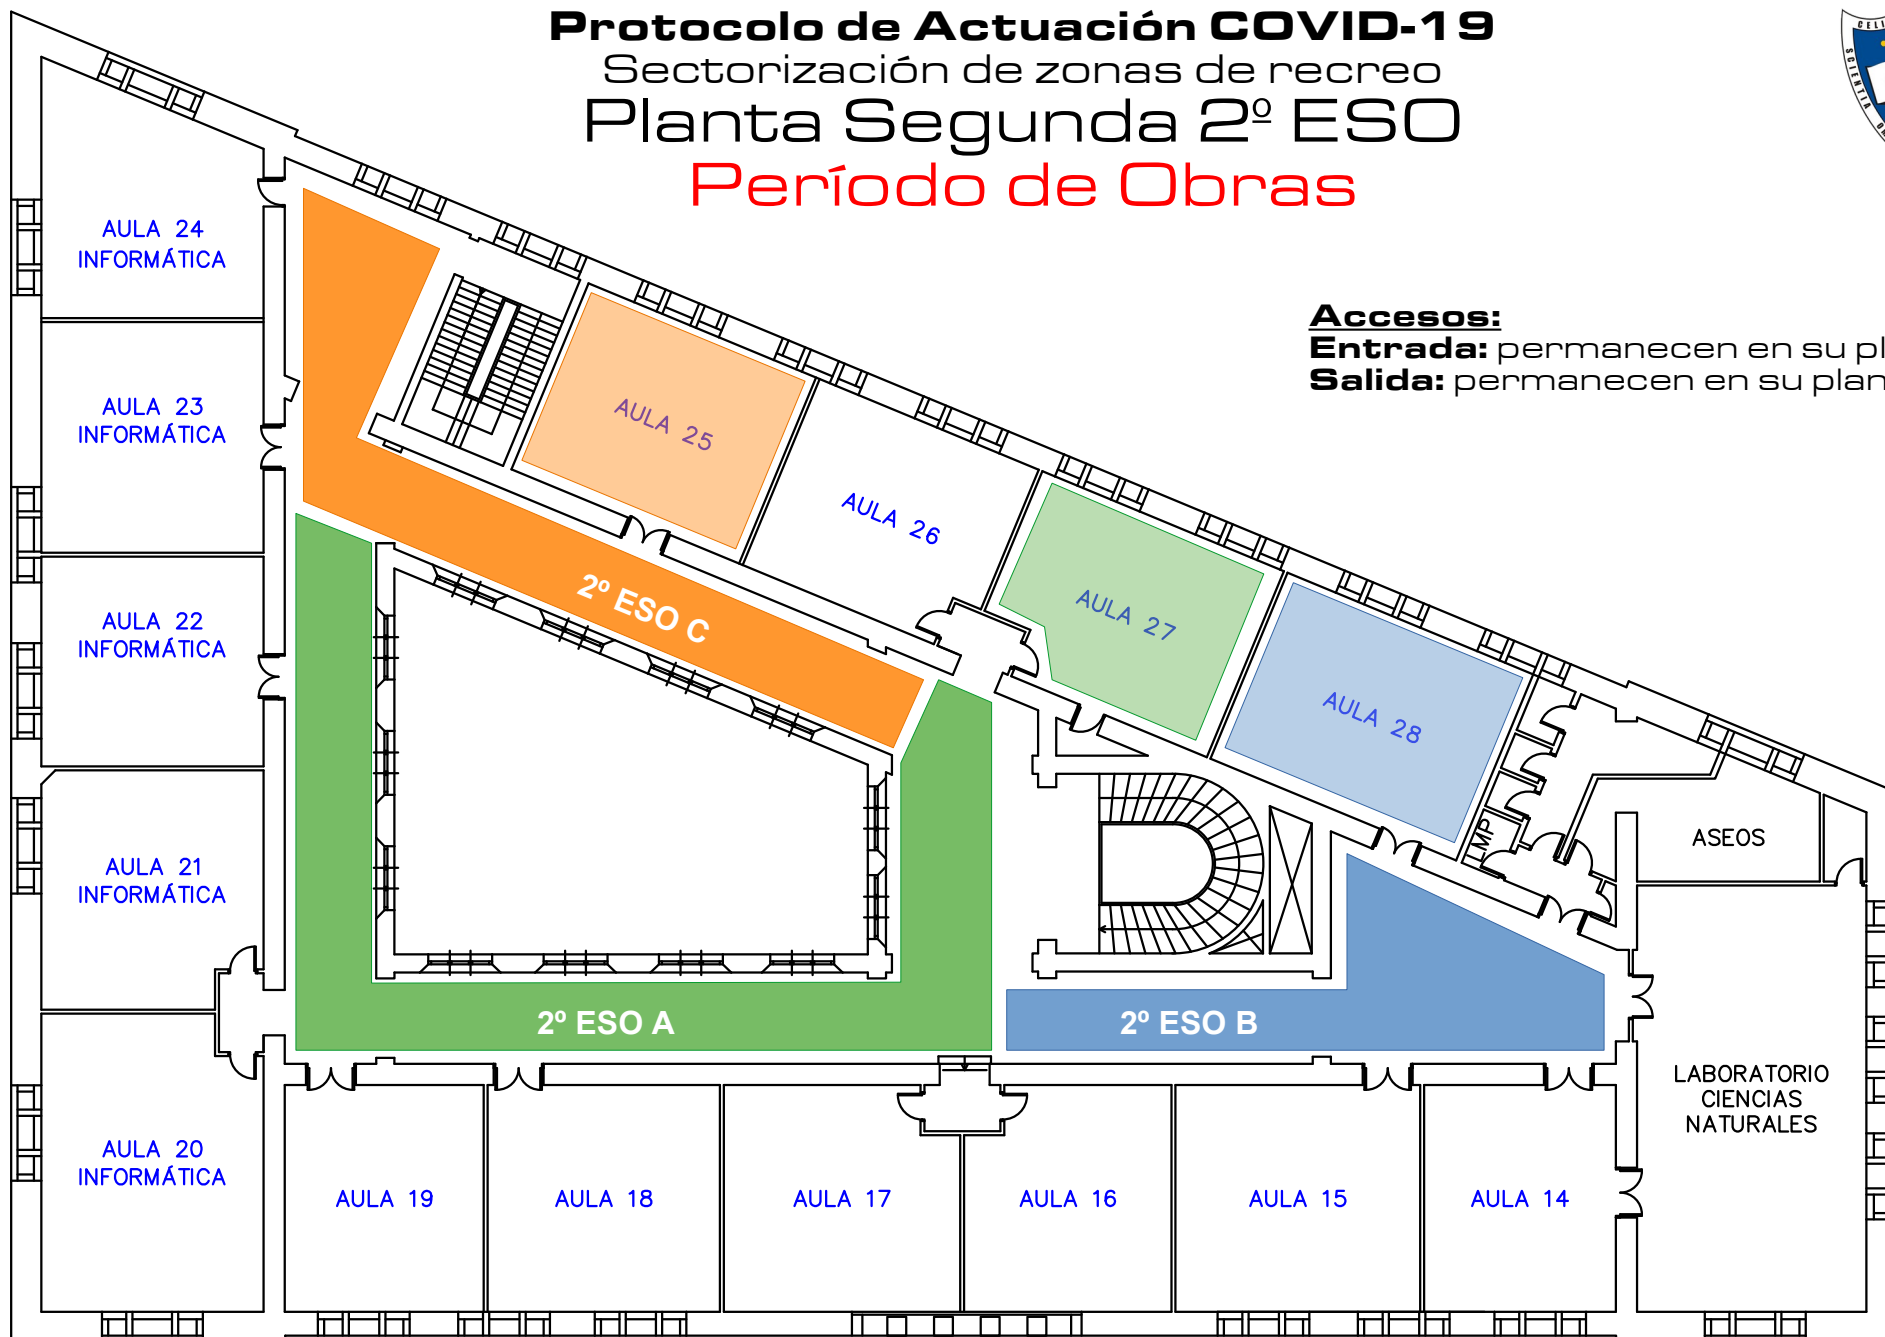 Protocolo de Actuación COVID-19
Sectorización de zonas de recreo
Planta Segunda 2º ESO
Período de Obras
Accesos:
Entrada: permanecen en su
Salida: permanecen en su
AULA 24
INFORMÁTICA
AULA 23
INFORMÁTICA
AULA 22
INFORMÁTICA
AULA 21
INFORMÁTICA
AULA 20
INFORMÁTICA
AULA 25
AULA 26
AULA 27
AULA 28
2º ESO C
2º ESO A
2º ESO B
IMP
ASEOS
LABORATORIO
CIENCIAS
NATURALES
AULA 19
AULA 18
AULA 17
AULA 16
AULA 15
AULA 14
SCIENTIA